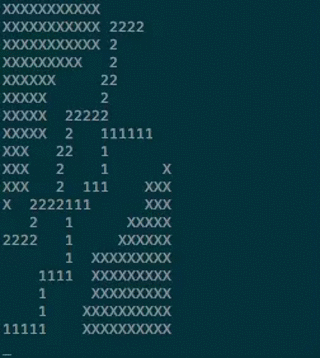 XXXXXXXXXXX
XXXXXXXXXXX 2222
XXXXXXXXXXX 2
XXXXXXXXX   2
XXXXXX     22
XXXXX      2
XXXXX  22222
XXXXX  2   111111
XXX   22   1
XXX   2    1      X
XXX   2  111    XXX
X  2222111      XXX
   2   1      XXXXX
2222   1     XXXXXX
       1  XXXXXXXXX
    1111  XXXXXXXXX
    1     XXXXXXXXX
    1    XXXXXXXXXX
11111    XXXXXXXXXX
_